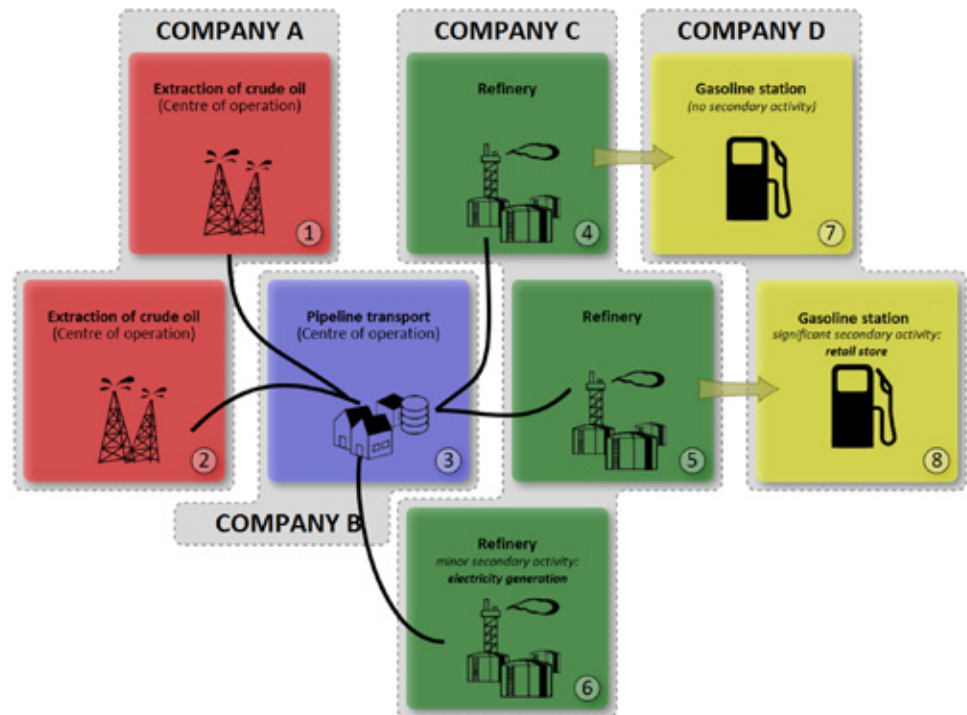 COMPANY A
COMPANY C
COMPANY D
Extraction of crude oil
(Centre of operation)
1
Refinery
4
Gasoline station
(no secondary activity)
7
Extraction of crude oil
(Centre of operation)
2
Pipeline transport
(Centre of operation)
3
Refinery
5
Gasoline station
significant secondary activity:
retail store
8
COMPANY B
Refinery
minor secondary activity:
electricity generation
6